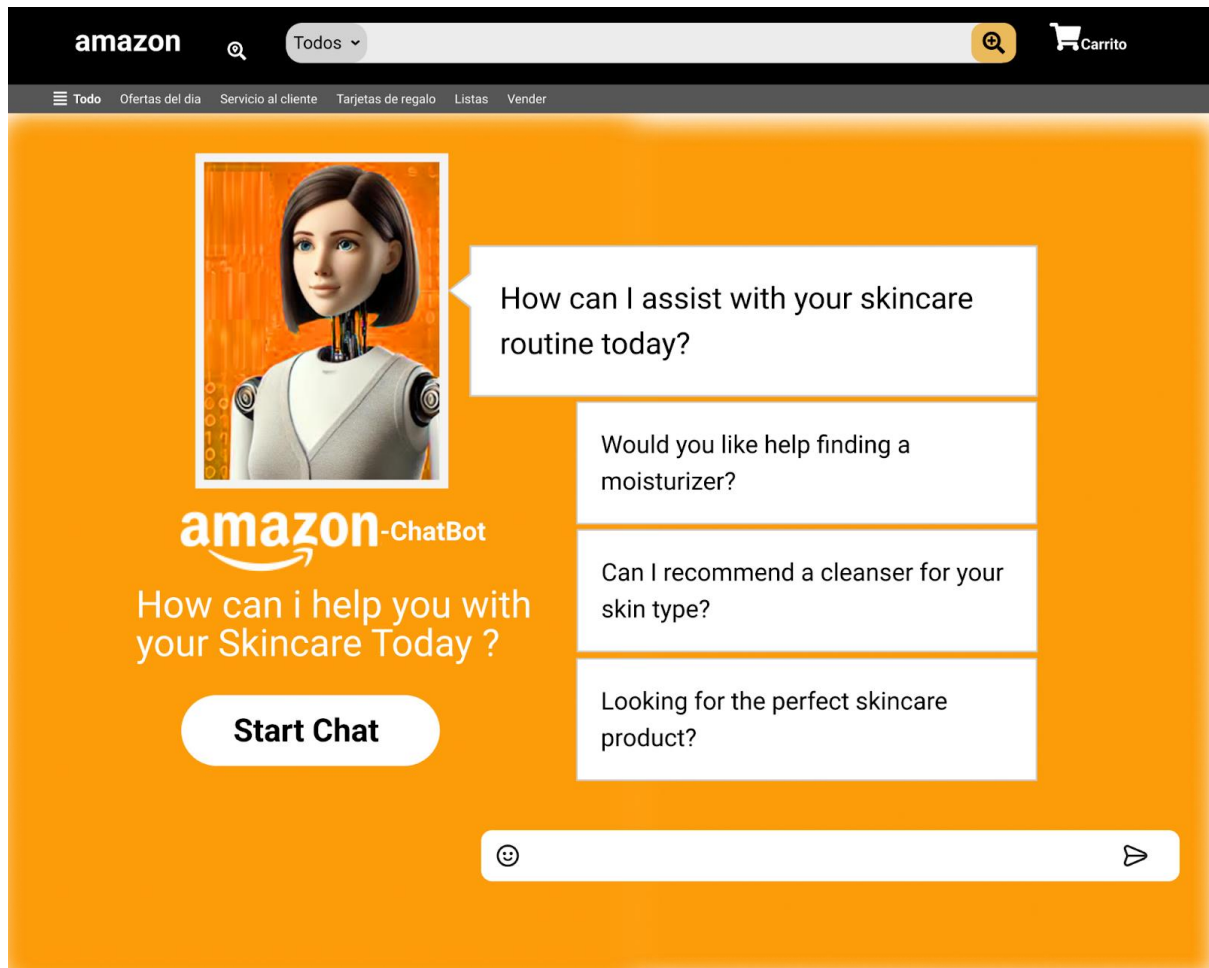 amazon
Todos
Carrito
Todo Ofertas del dia Servicio al cliente Tarjetas de regalo Listas Vender
How can I assist with your skincare
routine today?
Would you like help finding a
moisturizer?
Can I recommend a cleanser for your
skin type?
Looking for the perfect skincare
product?
amazon-ChatBot
How can i help you with
your Skincare Today ?
Start Chat